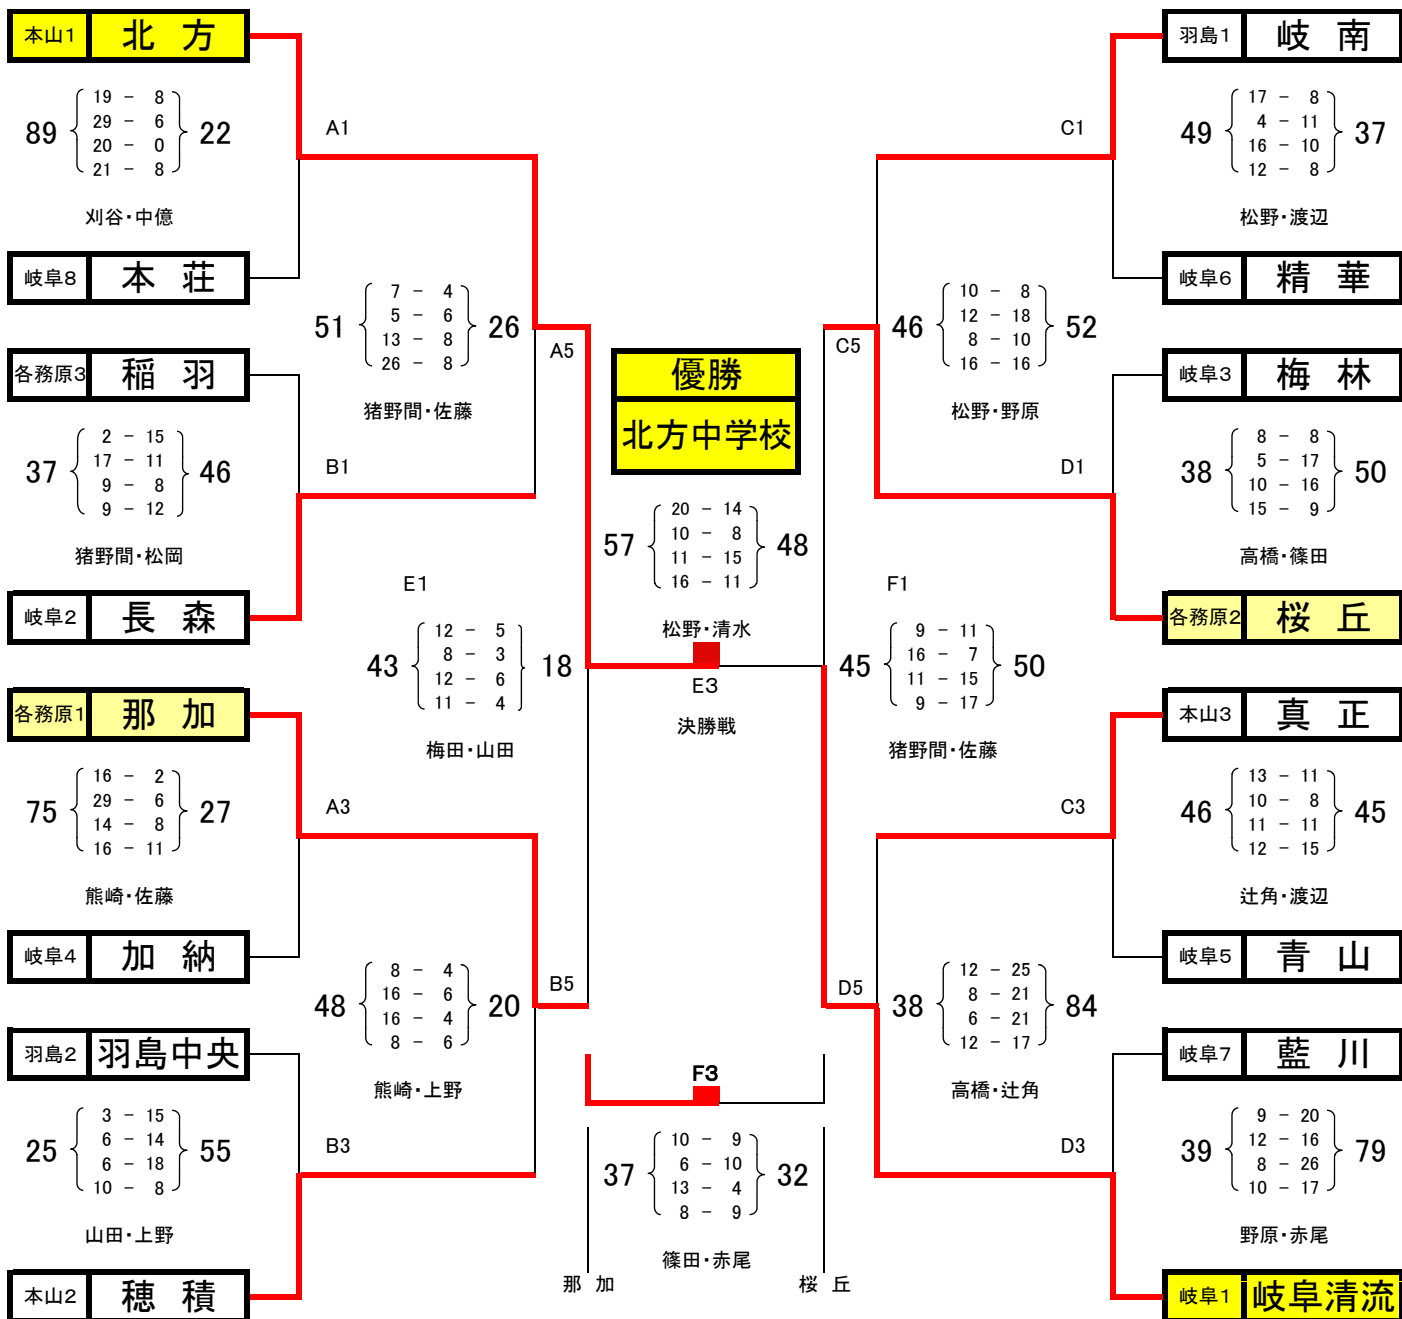 本山1 北 方
19 - 8
29 - 6
20 - 0
21 - 8
89 22
刈谷・中億
A1
岐阜8 本 荘
7 - 4
5 - 6
13 - 8
26 - 8
51 26
猪野間・佐藤
A5
各務原3 稲 羽
2 - 15
17 - 11
9 - 8
9 - 12
37 46
猪野間・松岡
B1
岐阜2 長 森
E1
12 - 5
8 - 3
12 - 6
11 - 4
43 18
梅田・山田
各務原1 那 加
16 - 2
29 - 6
14 - 8
16 - 11
75 27
熊崎・佐藤
A3
岐阜4 加 納
8 - 4
16 - 6
16 - 4
8 - 6
48 20
熊崎・上野
B5
羽島2 羽島中央
3 - 15
6 - 14
6 - 18
10 - 8
25 55
山田・上野
B3
本山2 穂 積
優勝
北方中学校
20 - 14
10 - 8
11 - 15
16 - 11
57 48
松野・清水
E3
決勝戦
F3
10 - 9
6 - 10
13 - 4
8 - 9
37 32
篠田・赤尾
那 加
桜 丘
羽島1 岐 南
17 - 8
4 - 11
16 - 10
12 - 8
49 37
松野・渡辺
C1
岐阜6 精 華
10 - 8
12 - 18
8 - 10
16 - 16
46 52
松野・野原
C5
岐阜3 梅 林
8 - 8
5 - 17
10 - 16
15 - 9
38 50
高橋・篠田
D1
各務原2 桜 丘
F1
9 - 11
16 - 7
11 - 15
9 - 17
45 50
猪野間・佐藤
本山3 真 正
13 - 11
10 - 8
11 - 11
12 - 15
46 45
辻角・渡辺
C3
岐阜5 青 山
12 - 25
8 - 21
6 - 21
12 - 17
38 84
高橋・辻角
D5
岐阜7 藍 川
9 - 20
12 - 16
8 - 26
10 - 17
39 79
野原・赤尾
D3
岐阜1 岐阜清流